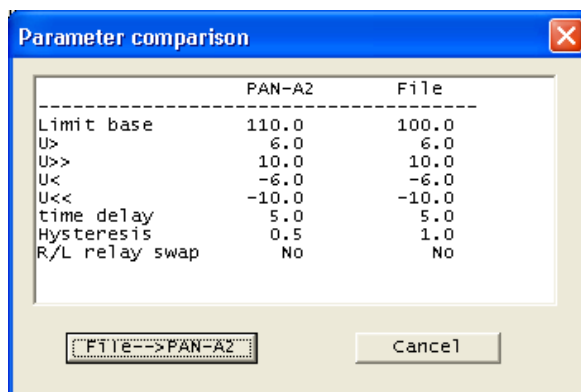 Parameter comparison
PAN-A2 File
------------------------------------
Limit base 110.0 100.0
U> 6.0 6.0
U>> 10.0 10.0
U< -6.0 -6.0
U<< -10.0 -10.0
time delay 5.0 5.0
Hysteresis 0.5 1.0
R/L relay swap No No
File-->PAN-A2 Cancel